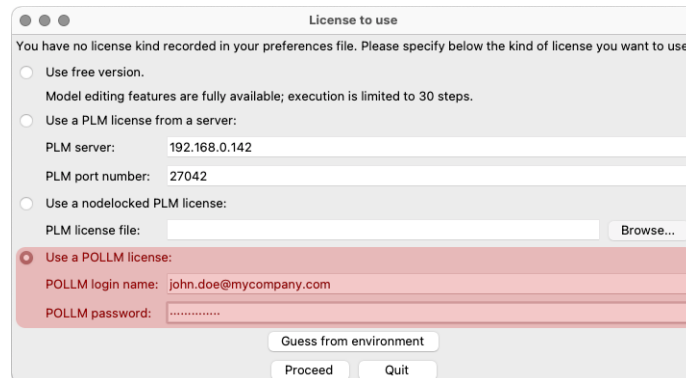 License to use
You have no license kind recorded in your preferences file. Please specify below the kind of license you want to use
Use free version.
Model editing features are fully available; execution is limited to 30 steps.
Use a PLM license from a server:
PLM server: 192.168.0.142
PLM port number: 27042
Use a nodelocked PLM license:
PLM license file: Browse...
Use a POLLM license:
POLLM login name: john.doe@mycompany.com
POLLM password: ..............
Guess from environment
Proceed Quit